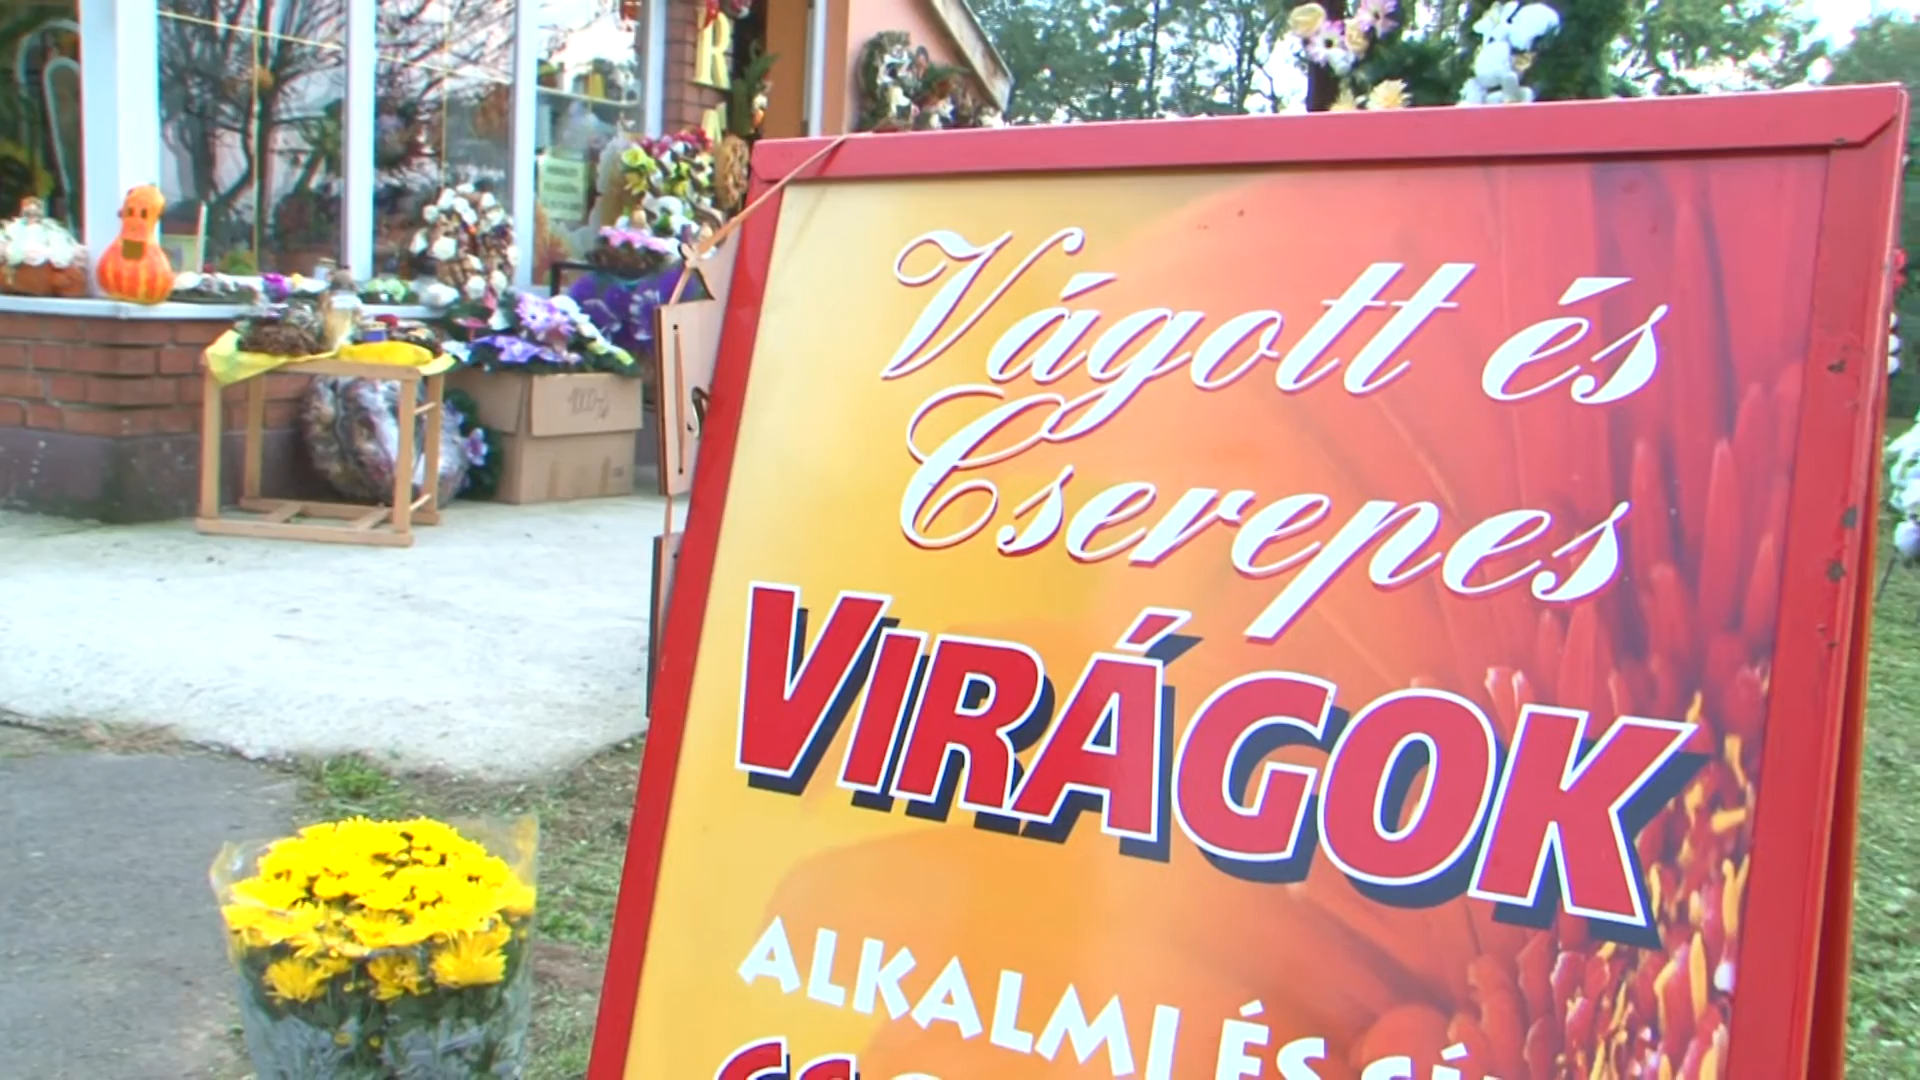 Vágott és
Cserepes
VIRÁGOK
ALKALMI ÉS